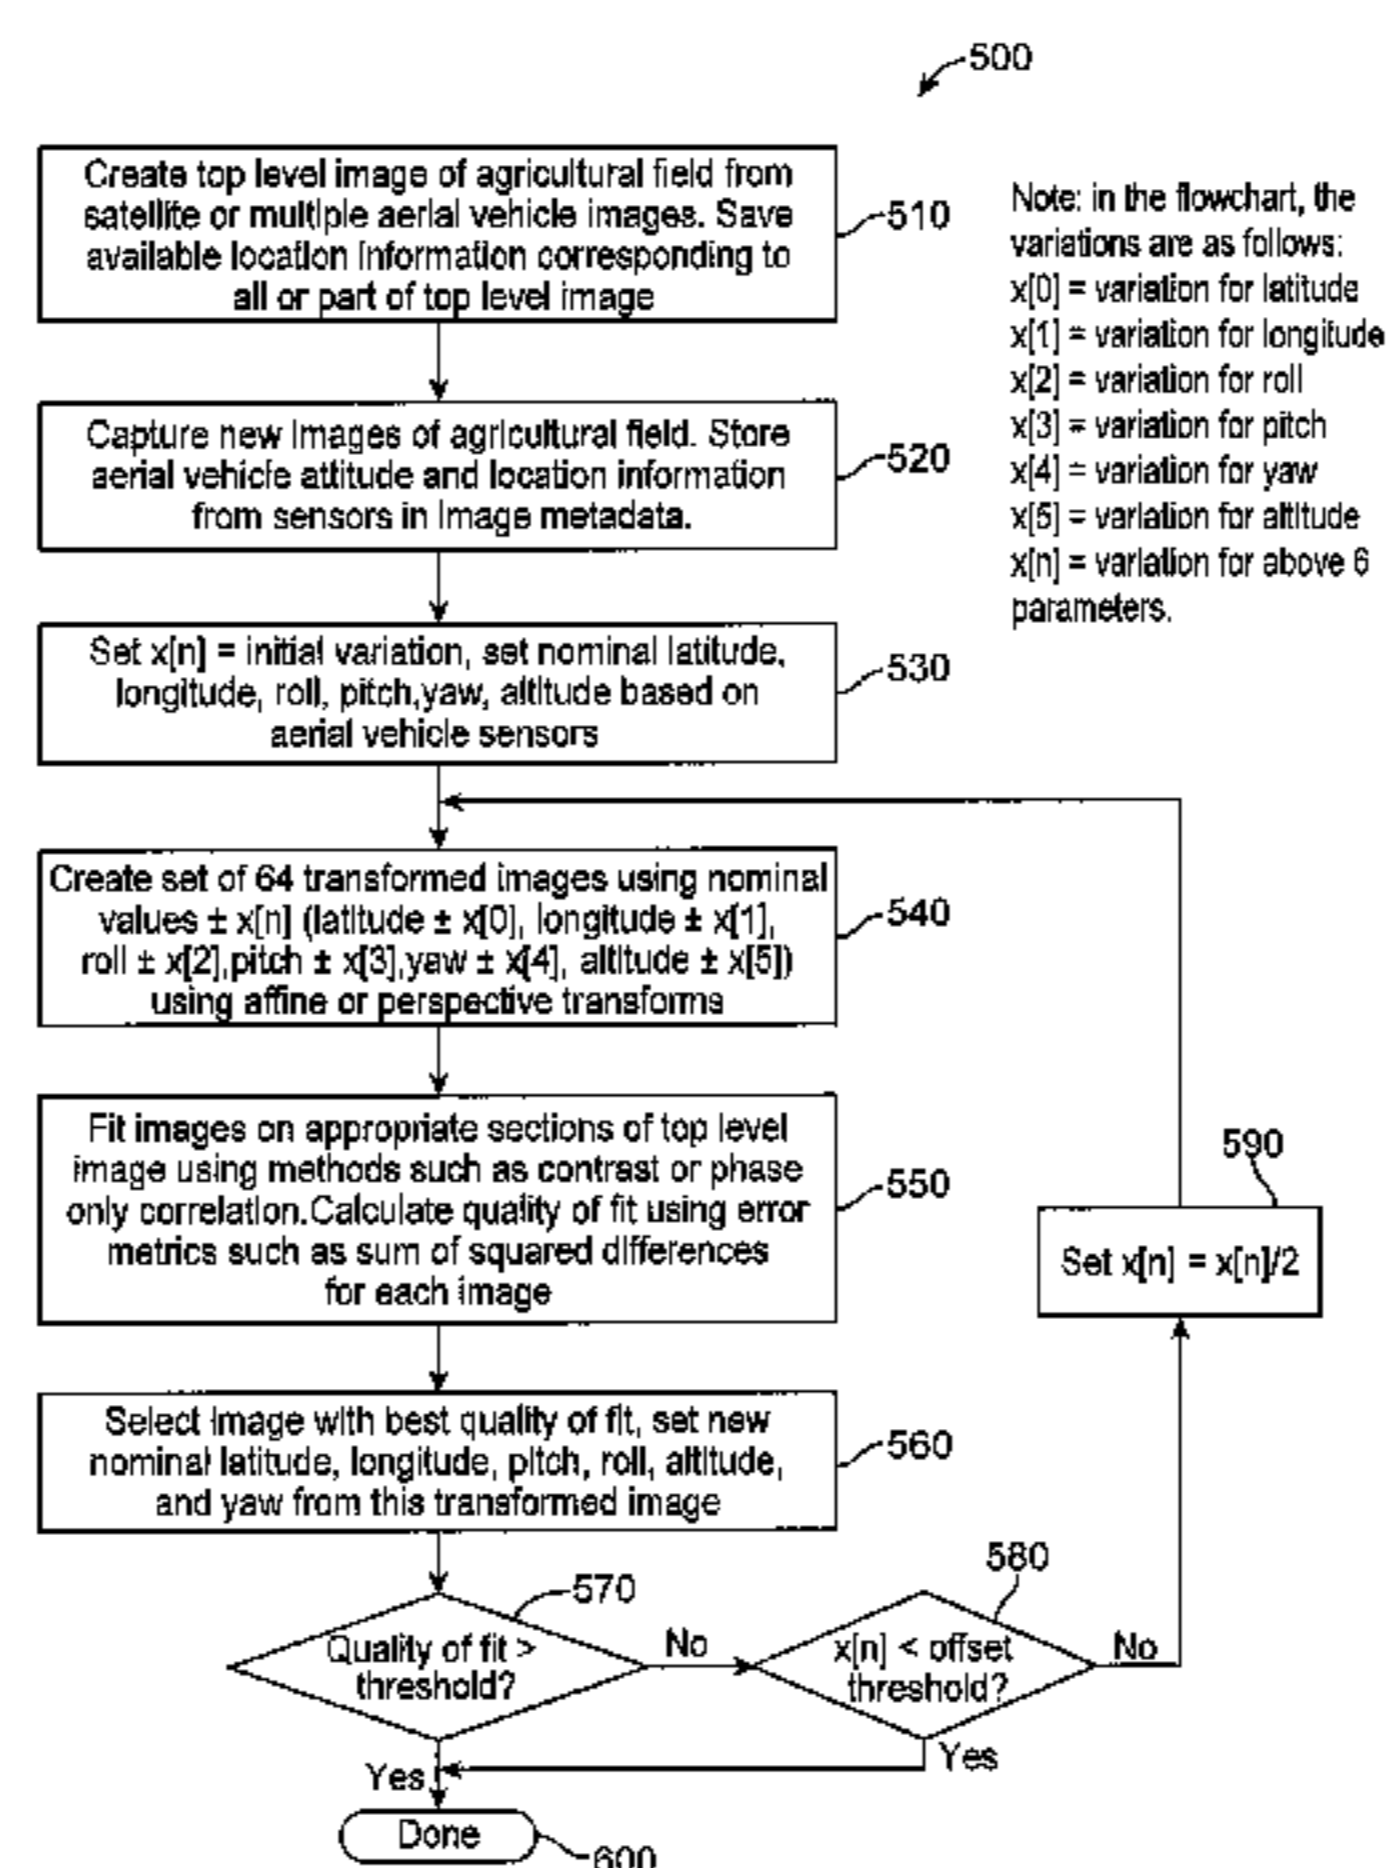 500
Create top level image of agricultural field from
satellite or multiple aerial vehicle images. Save
available location information corresponding to
all or part of top level image
510
Note: in the flowchart, the
variations are as follows:
x[0] = variation for latitude
x[1] = variation for longitude
x[2] = variation for roll
x[3] = variation for pitch
x[4] = variation for yaw
x[5] = variation for altitude
x[n] = variation for above 6
parameters.
Capture new images of agricultural field. Store
aerial vehicle attitude and location information
from sensors in image metadata.
520
Set x[n] = initial variation, set nominal latitude,
longitude, roll, pitch,yaw, altitude based on
aerial vehicle sensors
530
Create set of 64 transformed images using nominal
values ± x[n] (latitude ± x[0], longitude ± x[1],
roll ± x[2],pitch ± x[3],yaw ± x[4], altitude ± x[5])
using affine or perspective transforms
540
Fit images on appropriate sections of top level
image using methods such as contrast or phase
only correlation.Calculate quality of fit using error
metrics such as sum of squared differences
for each image
550
590
Set x[n] = x[n]/2
Select image with best quality of fit, set new
nominal latitude, longitude, pitch, roll, altitude,
and yaw from this transformed image
560
570
Quality of fit >
threshold?
No
580
x[n] < offset
threshold?
No
Yes
Yes
Done
600